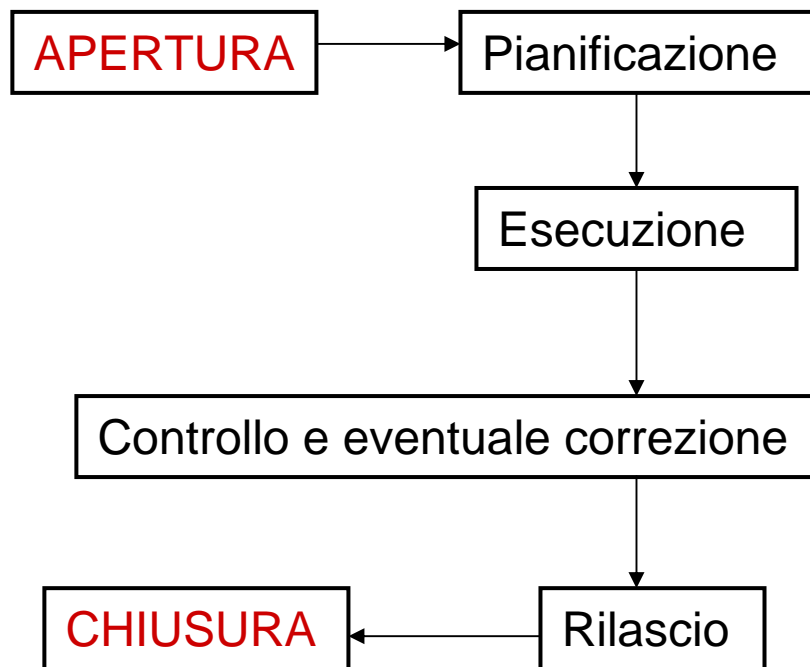 APERTURA
Pianificazione
Esecuzione
Controllo e eventuale correzione
Rilascio
CHIUSURA